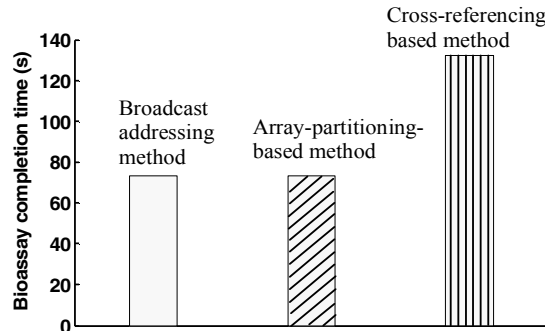 Cross-referencing
based method
140
120
100
80
60
40
20
0
Bioassay completion time (s)
Broadcast
addressing
method
Array-partitioning-
based method